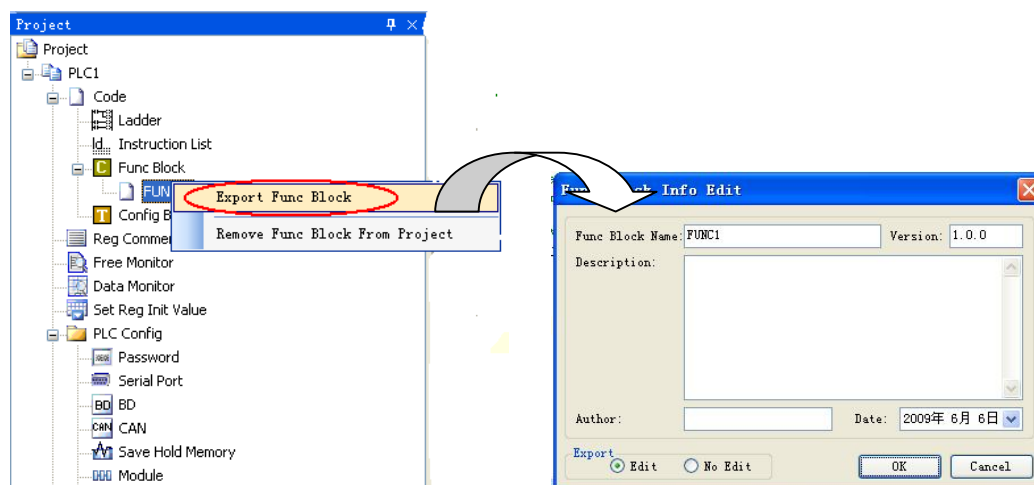 Project
Project
PLC1
Code
Ladder
Instruction List
Func Block
Export Func Block
Config B
Remove Func Block From Project
Reg Comme
Free Monitor
Data Monitor
Set Reg Init Value
PLC Config
Password
Serial Port
BD BD
CAN CAN
Save Hold Memory
Module
Info Edit
Func Block Name: FUNC1 Version: 1.0.0
Description:
Author: Date: 2009年 6月 6日
Export
Edit No Edit OK Cancel